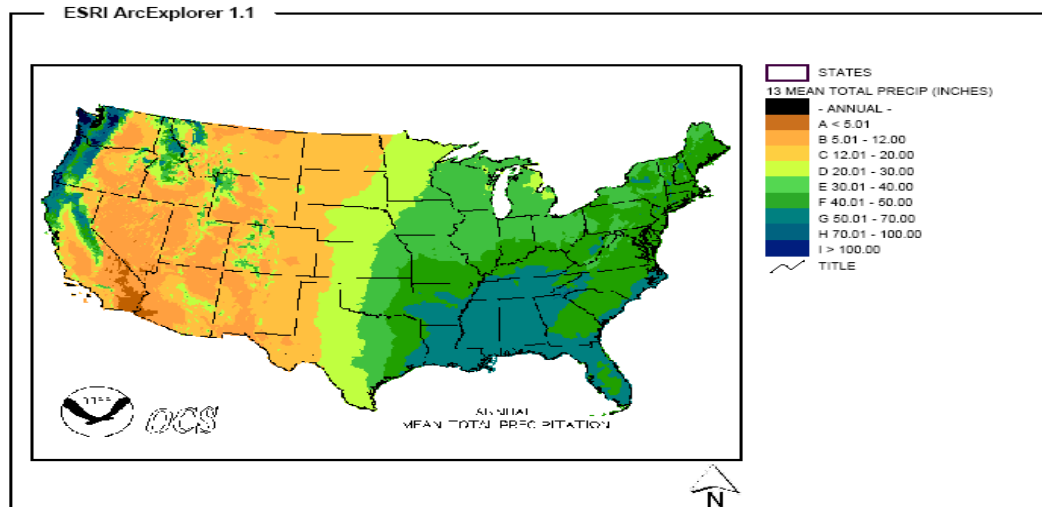 ESRI ArcExplorer 1.1
STATES
13 MEAN TOTAL PRECIP (INCHES)
- ANNUAL -
A < 5.01
B 5.01 - 12.00
C 12.01 - 20.00
D 20.01 - 30.00
E 30.01 - 40.00
F 40.01 - 50.00
G 50.01 - 70.00
H 70.01 - 100.00
I > 100.00
TITLE
OCS
ANNUAL
MEAN TOTAL PRECIPITATION
N